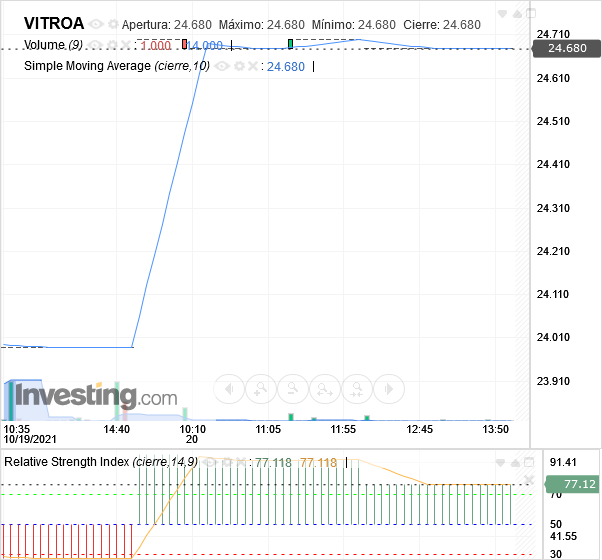 VITROA Apertura: 24.680 Máximo: 24.680 Mínimo: 24.680 Cierre: 24.680
Volume (9) : 1.000 14.000 |
Simple Moving Average (cierre,10) : 24.680 |
24.710
24.680
24.610
24.510
24.410
24.310
24.210
24.110
24.010
23.910
Investing.com
10:35 14:40 10:10 11:05 11:55 12:45 13:50
10/19/2021 20
Relative Strength Index (cierre,14,9) : 77.118 77.118 |
91.41
77.12
70
50
41.55
30